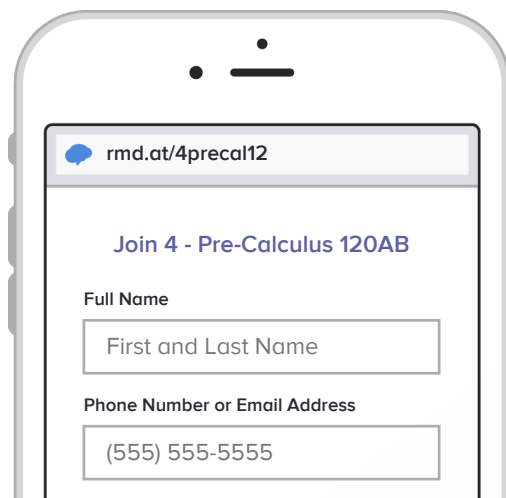 rmd.at/4precal12
Join 4 - Pre-Calculus 120AB
Full Name
First and Last Name
Phone Number or Email Address
(555) 555-5555